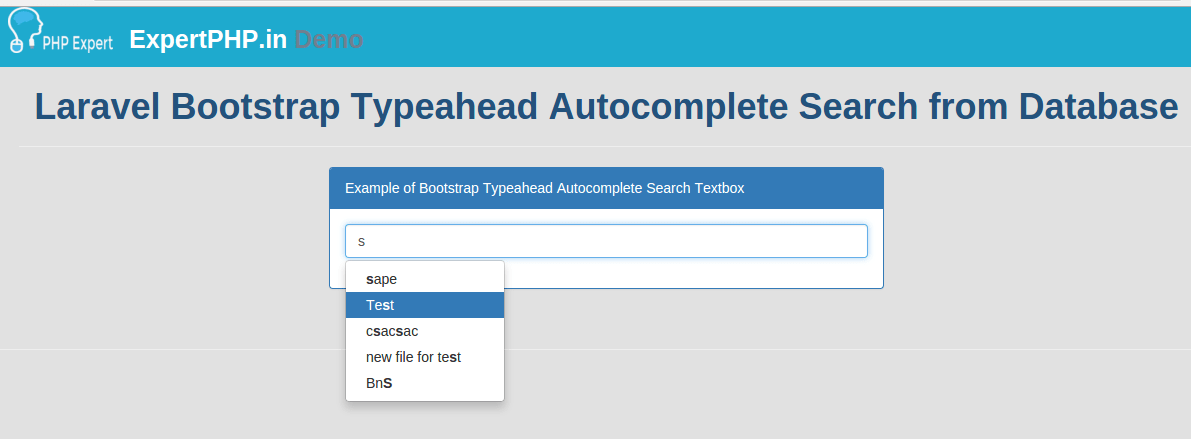 PHP Expert ExpertPHP.in Demo
Laravel Bootstrap Typeahead Autocomplete Search from Database
Example of Bootstrap Typeahead Autocomplete Search Textbox
s
sape
Test
csacsac
new file for test
BnS